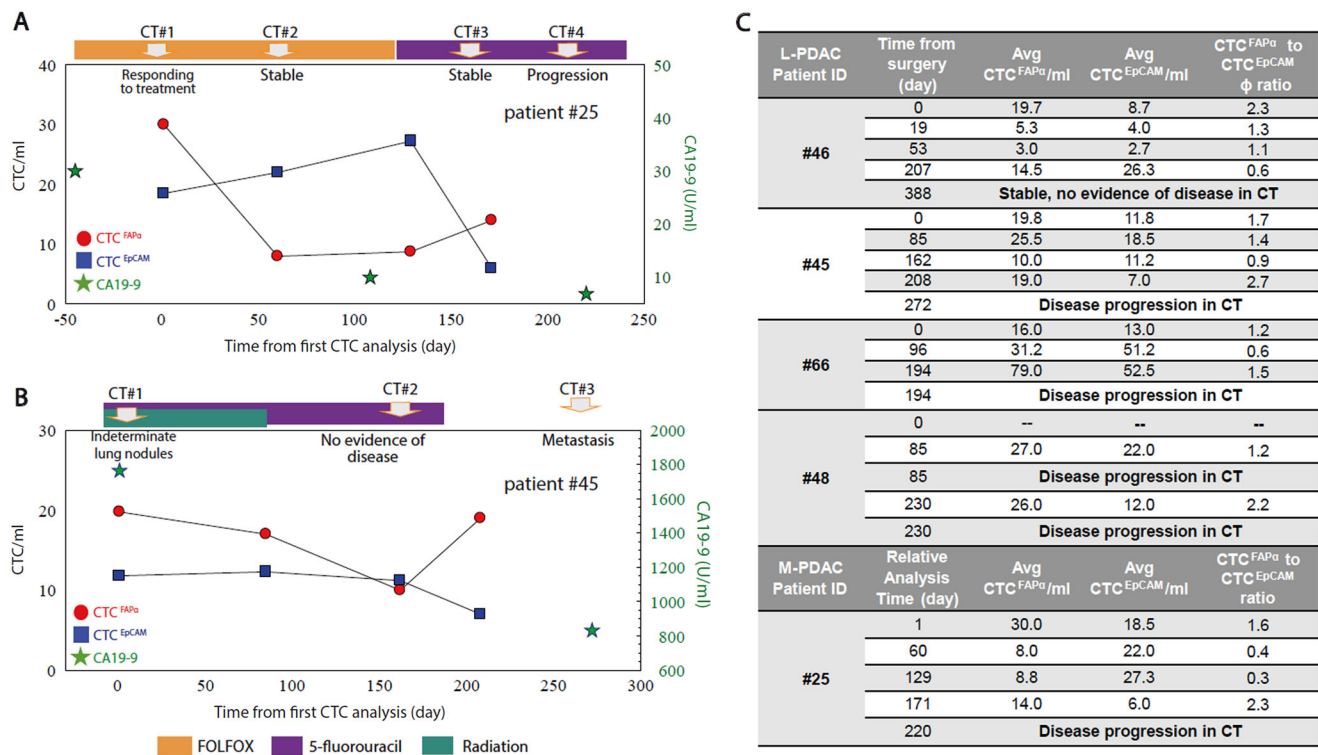 A
CT#1 CT#2 CT#3 CT#4
Responding
to treatment
Stable
Stable
Progression
patient #25
40
30
20
10
0
CTC/ml
50
40
30
20
10
CA19-9 (U/ml)
CTC FAPα
CTC EpCAM
CA19-9
-50 0 50 100 150 200 250
Time from first CTC analysis (day)
B
CT#1 CT#2 CT#3
Indeterminate
lung nodules
No evidence of
disease
Metastasis
patient #45
30
20
10
0
CTC/ml
2000
1800
1600
1400
1200
1000
800
600
CA19-9 (U/ml)
CTC FAPα
CTC EpCAM
CA19-9
0 50 100 150 200 250 300
Time from first CTC analysis (day)
FOLFOX 5-fluorouracil Radiation
C
L-PDAC
Patient ID
Time from
surgery
(day)
Avg
CTC FAPα/ml
Avg
CTC EpCAM/ml
CTC FAPα to
CTC EpCAM
ϕ ratio
#46
0 19.7 8.7 2.3
19 5.3 4.0 1.3
53 3.0 2.7 1.1
207 14.5 26.3 0.6
388 Stable, no evidence of disease in CT
#45
0 19.8 11.8 1.7
85 25.5 18.5 1.4
162 10.0 11.2 0.9
208 19.0 7.0 2.7
272 Disease progression in CT
#66
0 16.0 13.0 1.2
96 31.2 51.2 0.6
194 79.0 52.5 1.5
194 Disease progression in CT
#48
0 -- -- --
85 27.0 22.0 1.2
85 Disease progression in CT
230 26.0 12.0 2.2
230 Disease progression in CT
M-PDAC
Patient ID
Relative
Analysis
Time (day)
Avg
CTC FAPα/ml
Avg
CTC EpCAM/ml
CTC FAPα to
CTC EpCAM
ratio
#25
1 30.0 18.5 1.6
60 8.0 22.0 0.4
129 8.8 27.3 0.3
171 14.0 6.0 2.3
220 Disease progression in CT